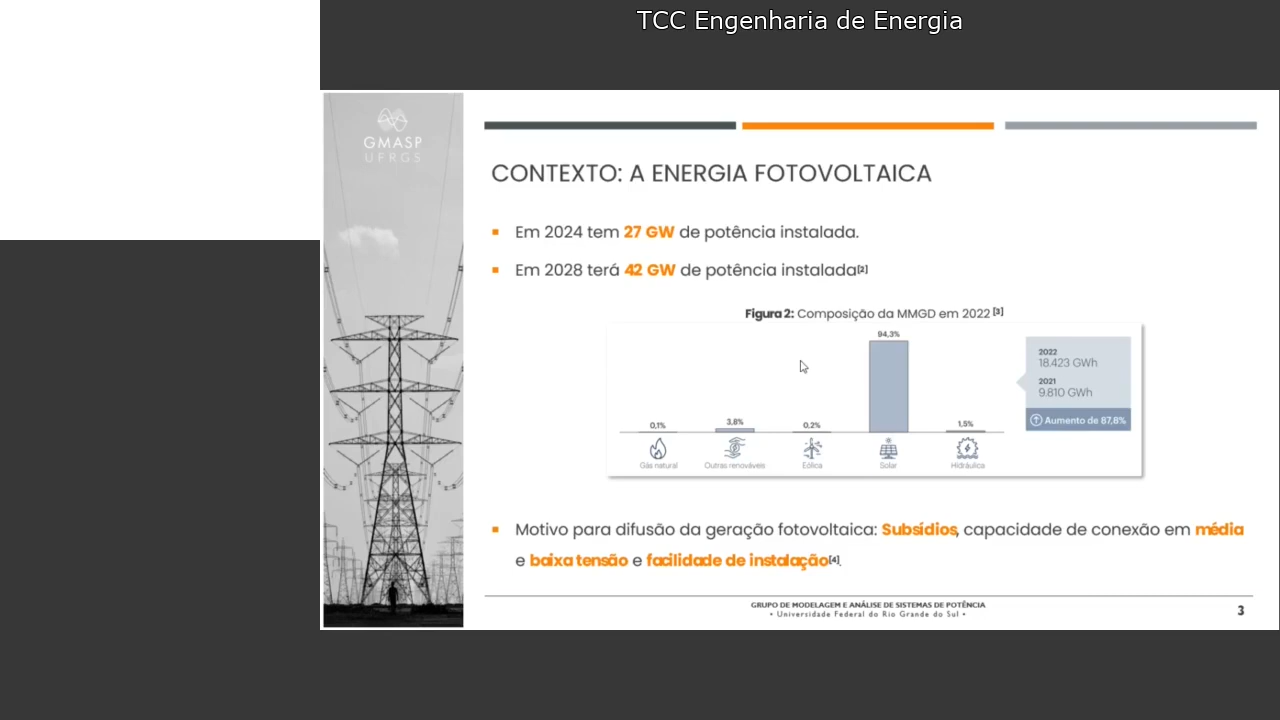 TCC Engenharia de Energia
GMASP
UFRGS
CONTEXTO: A ENERGIA FOTOVOLTAICA
▪ Em 2024 tem 27 GW de potência instalada.
▪ Em 2028 terá 42 GW de potência instalada[2]
Figura 2: Composição da MMGD em 2022 [3]
94,3%
0,1%
3,8%
0,2%
1,5%
Gás natural
Outras renováveis
Eólica
Solar
Hidráulica
2022
18.423 GWh
2021
9.810 GWh
Aumento de 87,8%
▪ Motivo para difusão da geração fotovoltaica: Subsídios, capacidade de conexão em média
e baixa tensão e facilidade de instalação[4].
GRUPO DE MODELAGEM E ANÁLISE DE SISTEMAS DE POTÊNCIA
• Universidade Federal do Rio Grande do Sul •
3